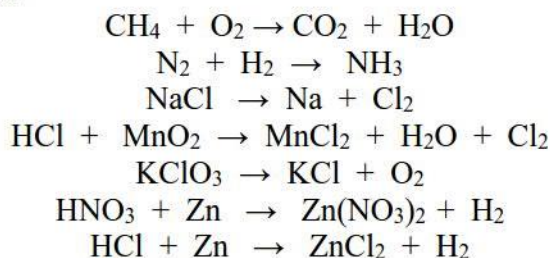 CH₄ + O₂ → CO₂ + H₂O
N₂ + H₂ → NH₃
NaCl → Na + Cl₂
HCl + MnO₂ → MnCl₂ + H₂O + Cl₂
KClO₃ → KCl + O₂
HNO₃ + Zn → Zn(NO₃)₂ + H₂
HCl + Zn → ZnCl₂ + H₂